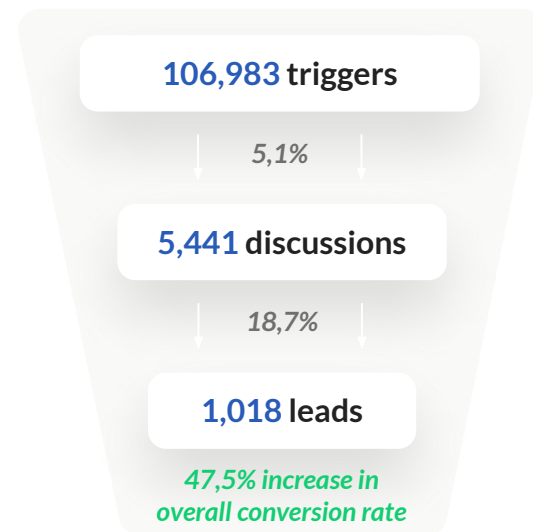 106,983 triggers
5,1%
5,441 discussions
18,7%
1,018 leads
47,5% increase in
overall conversion rate